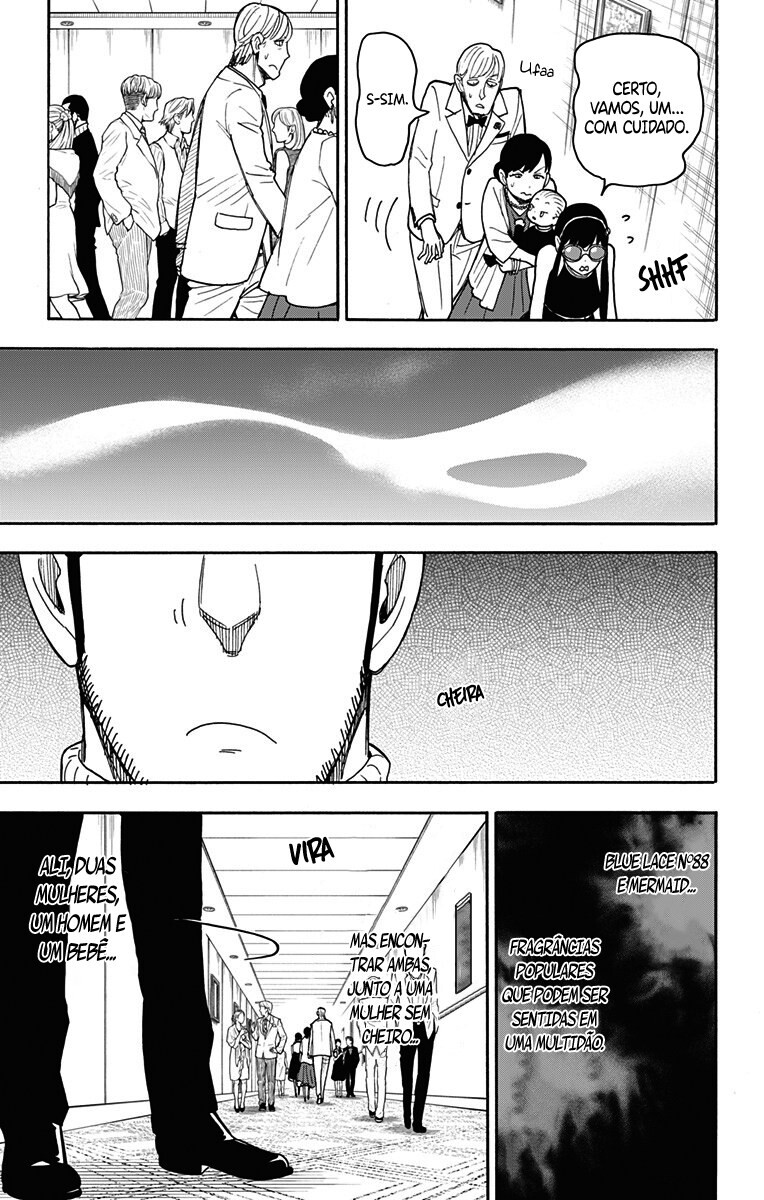 CERTO,
VAMOS, UM...
COM CUIDADO.
Ufaa
S-SIM.
SHHF
CHEIRA
BLUE LACE Nº88
E MERMAID...
FRAGRÂNCIAS
POPULARES
QUE PODEM SER
SENTIDAS EM
UMA MULTIDÃO.
VIRA
MAS ENCON-
TRAR AMBAS,
JUNTO A UMA
MULHER SEM
CHEIRO...
ALI, DUAS
MULHERES,
UM HOMEM E
UM BEBÊ...